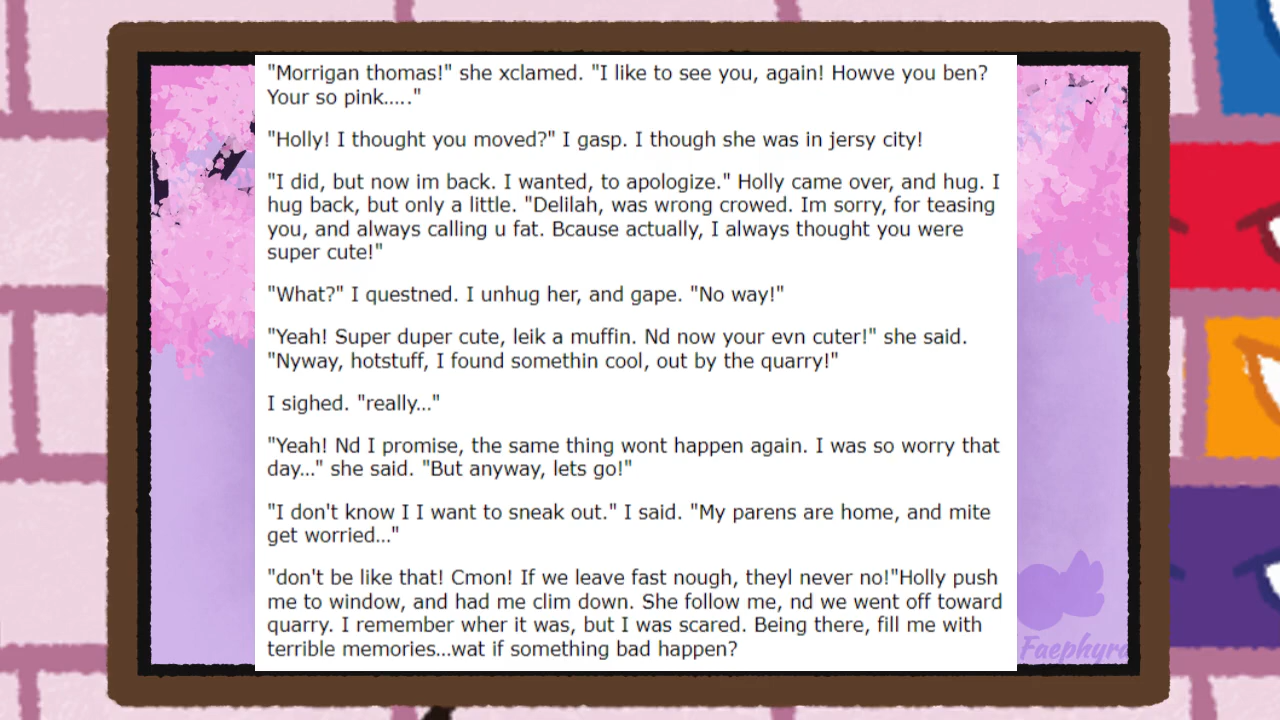 "Morrigan thomas!" she xclamed. "I like to see you, again! Howve you ben?
Your so pink....."
"Holly! I thought you moved?" I gasp. I though she was in jersy city!
"I did, but now im back. I wanted, to apologize." Holly came over, and hug. I
hug back, but only a little. "Delilah, was wrong crowed. Im sorry, for teasing
you, and always calling u fat. Bcause actually, I always thought you were
super cute!"
"What?" I questned. I unhug her, and gape. "No way!"
"Yeah! Super duper cute, leik a muffin. Nd now your evn cuter!" she said.
"Nyway, hotstuff, I found somethin cool, out by the quarry!"
I sighed. "really..."
"Yeah! Nd I promise, the same thing wont happen again. I was so worry that
day..." she said. "But anyway, lets go!"
"I don't know I I want to sneak out." I said. "My parens are home, and mite
get worried..."
"don't be like that! Cmon! If we leave fast nough, theyl never no!"Holly push
me to window, and had me clim down. She follow me, nd we went off toward
quarry. I remember wher it was, but I was scared. Being there, fill me with
terrible memories...wat if something bad happen?
Faephyra